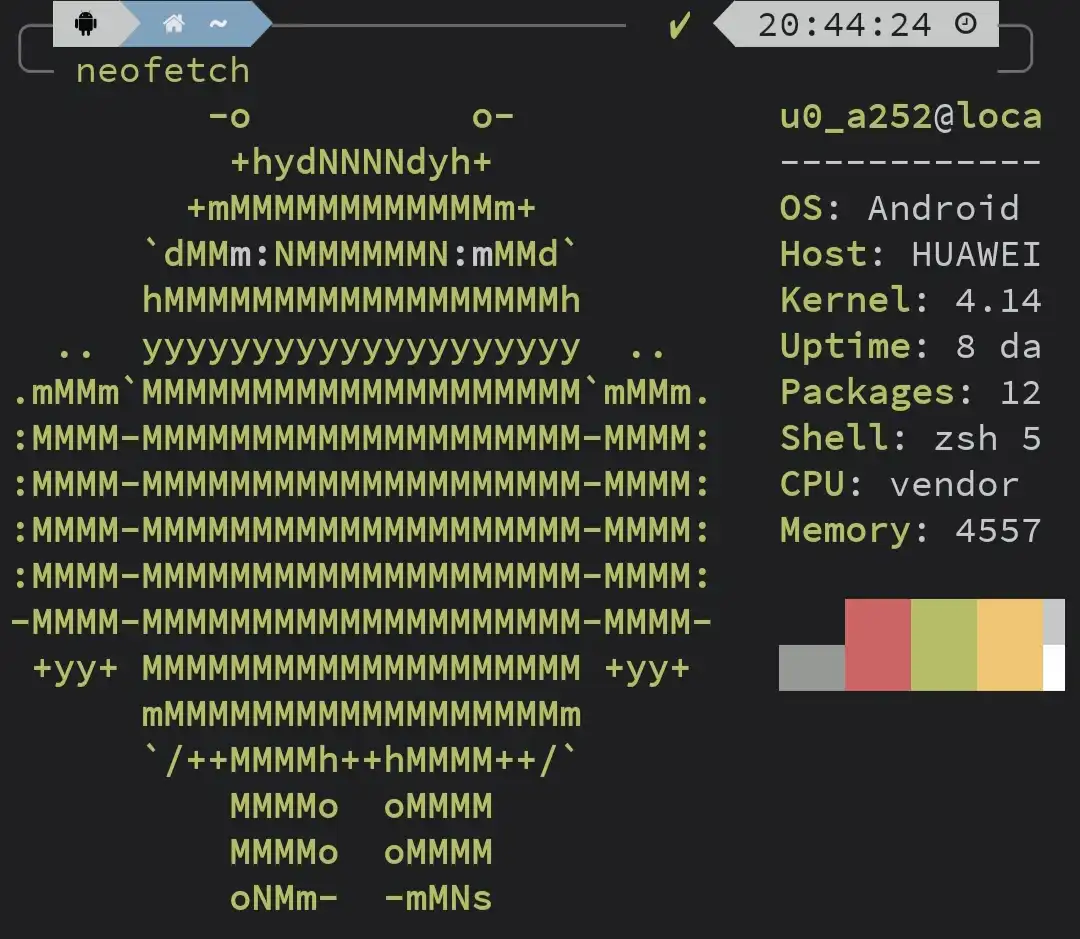 ~ ✔ 20:44:24
neofetch
-o          o-    u0_a252@loca
+hydNNNNdyh+    ------------
+mMMMMMMMMMMMMm+    OS: Android
`dMMm:NMMMMMMN:mMMd`    Host: HUAWEI
hMMMMMMMMMMMMMMMMMMh    Kernel: 4.14
..  yyyyyyyyyyyyyyyyyyyy  ..    Uptime: 8 da
.mMMm`MMMMMMMMMMMMMMMMMMMM`mMMm.    Packages: 12
:MMMM-MMMMMMMMMMMMMMMMMMMM-MMMM:    Shell: zsh 5
:MMMM-MMMMMMMMMMMMMMMMMMMM-MMMM:    CPU: vendor
:MMMM-MMMMMMMMMMMMMMMMMMMM-MMMM:    Memory: 4557
:MMMM-MMMMMMMMMMMMMMMMMMMM-MMMM:
-MMMM-MMMMMMMMMMMMMMMMMMMM-MMMM-
+yy+ MMMMMMMMMMMMMMMMMMMM +yy+
mMMMMMMMMMMMMMMMMMMm
`/++MMMMh++hMMMM++/`
MMMMo  oMMMM
MMMMo  oMMMM
oNMm-  -mMNs